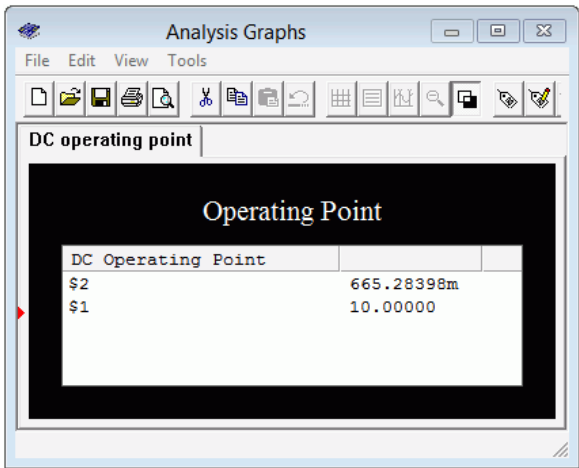 Analysis Graphs
File Edit View Tools
DC operating point
Operating Point
DC Operating Point
$2 665.28398m
$1 10.00000